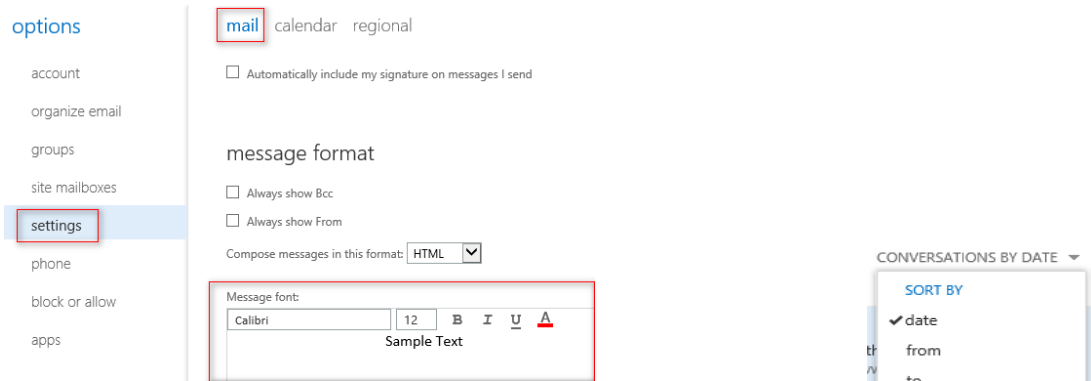 options
account
organize email
groups
site mailboxes
settings
phone
block or allow
apps
mail calendar regional
Automatically include my signature on messages I send
message format
Always show Bcc
Always show From
Compose messages in this format: HTML
Message font:
Calibri 12 B I U A
Sample Text
CONVERSATIONS BY DATE
SORT BY
date
from
to